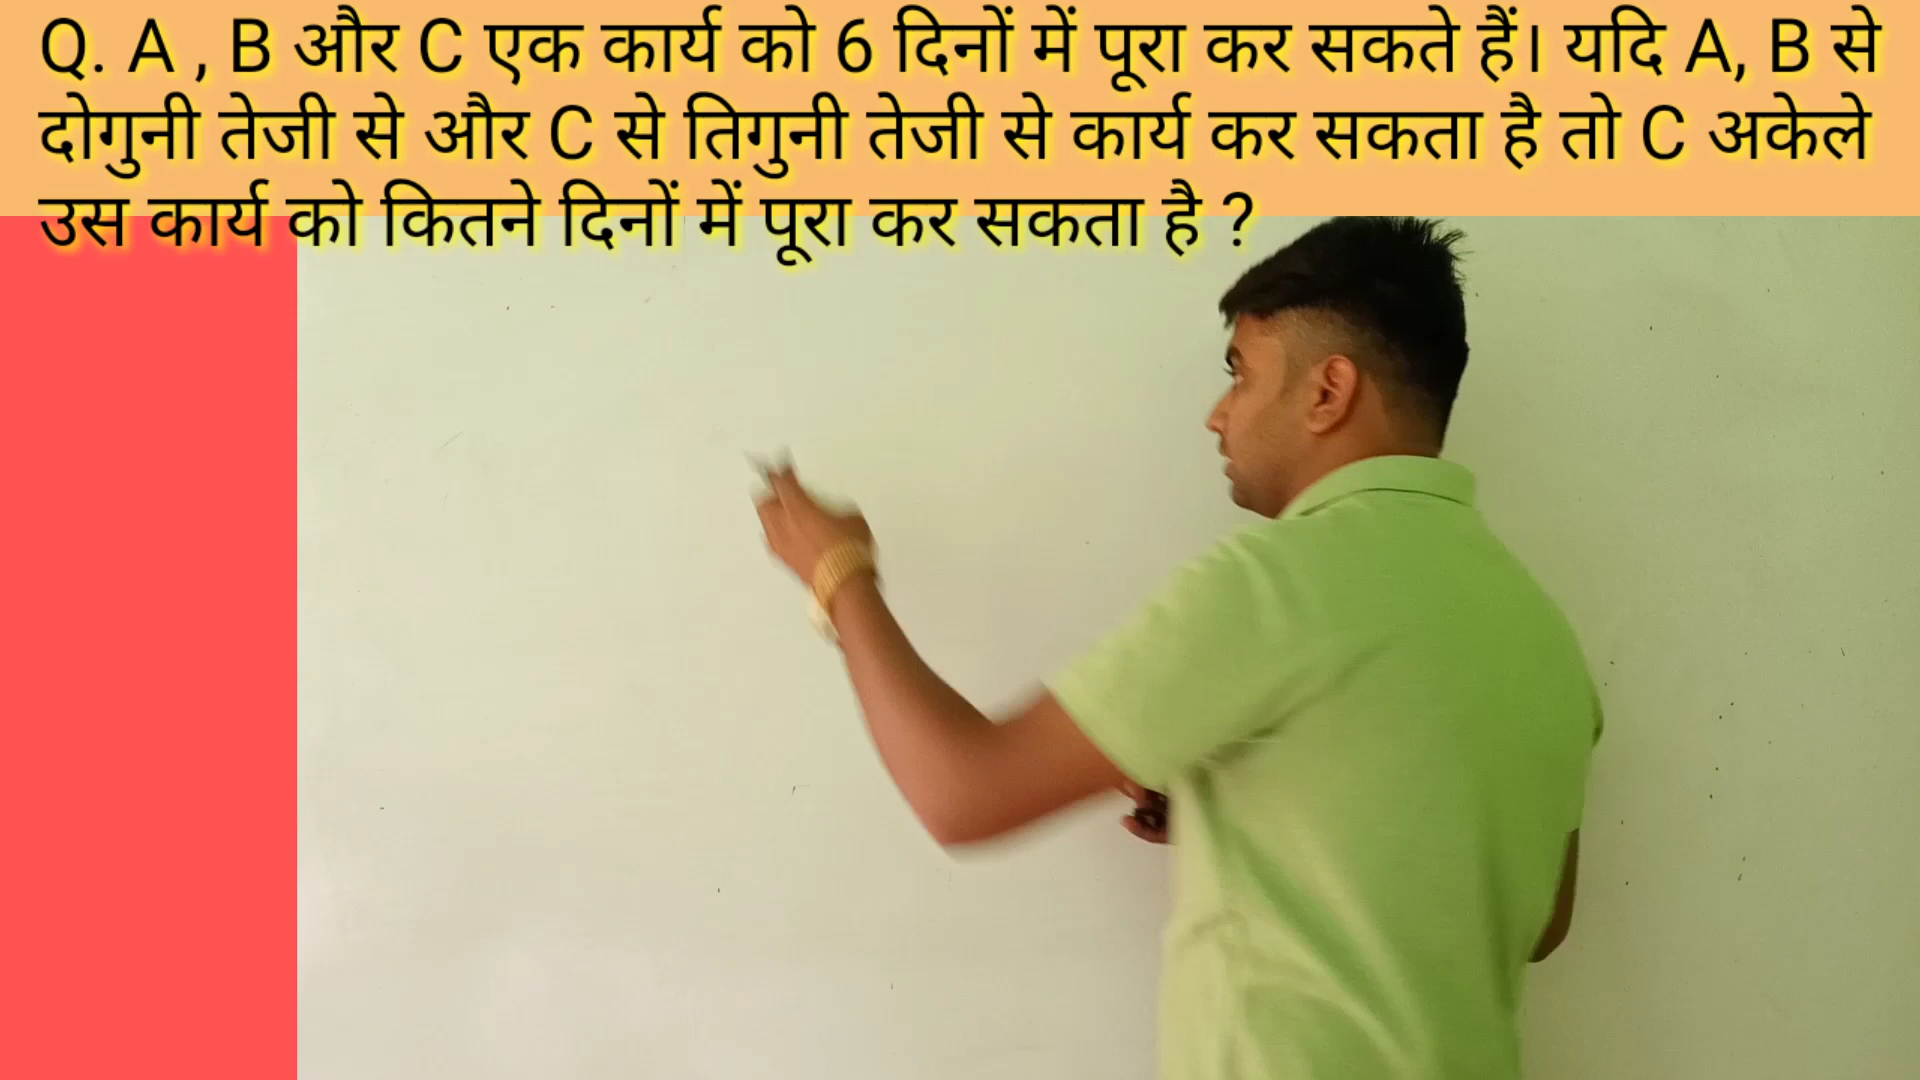 Q. A , B और C एक कार्य को 6 दिनों में पूरा कर सकते हैं। यदि A, B से
दोगुनी तेजी से और C से तिगुनी तेजी से कार्य कर सकता है तो C अकेले
उस कार्य को कितने दिनों में पूरा कर सकता है ?